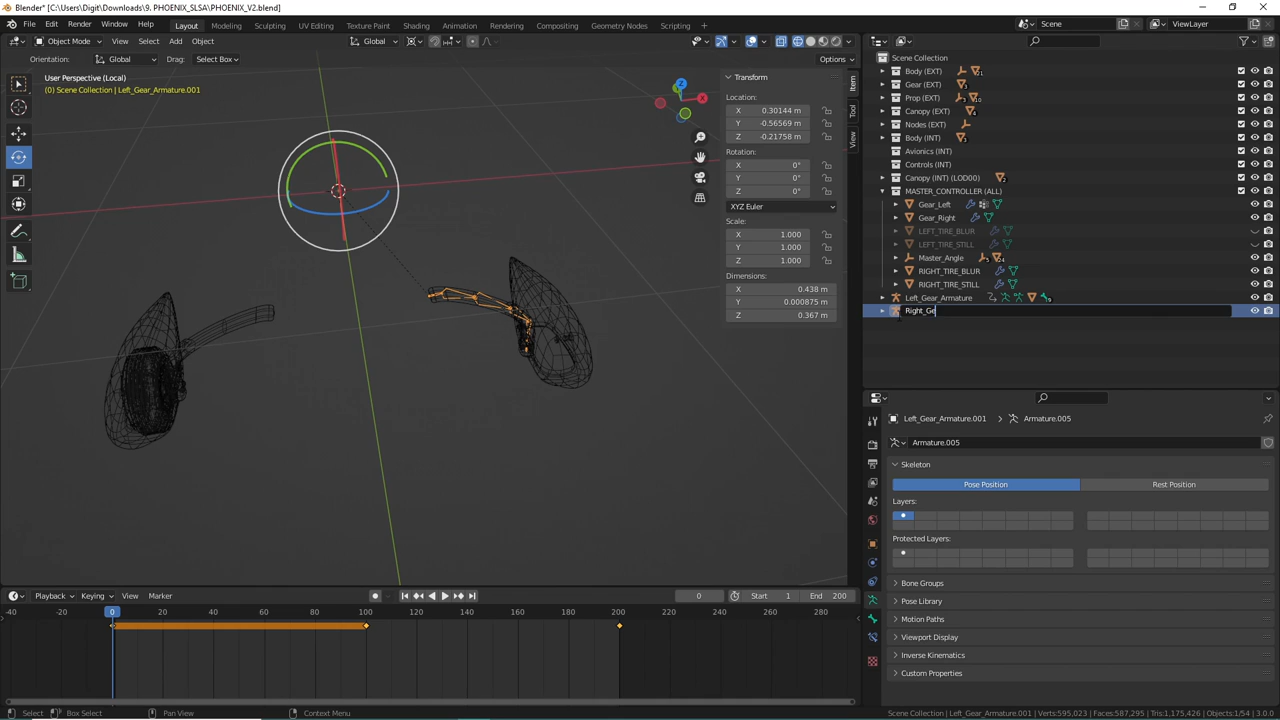 Blender* [C:\Users\Digit\Downloads\9. PHOENIX_SLSA\PHOENIX_V2.blend]
File Edit Render Window Help Layout Modeling Sculpting UV Editing Texture Paint Shading Animation Rendering Compositing Geometry Nodes Scripting + Scene ViewLayer
Object Mode View Select Add Object Global
Orientation: Global Drag: Select Box Options
User Perspective (Local)
(0) Scene Collection | Left_Gear_Armature.001
Transform
Location:
X 0.30144 m
Y -0.56569 m
Z -0.21758 m
Rotation:
X 0°
Y 0°
Z 0°
XYZ Euler
Scale:
X 1.000
Y 1.000
Z 1.000
Dimensions:
X 0.438 m
Y 0.000875 m
Z 0.367 m
Item
Tool
View
Z
X
Scene Collection
Body (EXT)
Gear (EXT)
Prop (EXT)
Canopy (EXT)
Nodes (EXT)
Body (INT)
Avionics (INT)
Controls (INT)
Canopy (INT) (LOD00)
MASTER_CONTROLLER (ALL)
Gear_Left
Gear_Right
LEFT_TIRE_BLUR
LEFT_TIRE_STILL
Master_Angle
RIGHT_TIRE_BLUR
RIGHT_TIRE_STILL
Left_Gear_Armature
Right_Ge
Left_Gear_Armature.001 Armature.005
Armature.005
Skeleton
Pose Position Rest Position
Layers:
Protected Layers:
Bone Groups
Pose Library
Motion Paths
Viewport Display
Inverse Kinematics
Custom Properties
Playback Keying View Marker 0 Start 1 End 200
-40 -20 0 20 40 60 80 100 120 140 160 180 200 220 240 260 280
Select Box Select Pan View Context Menu Scene Collection | Left_Gear_Armature.001 | Verts:595,023 | Faces:587,295 | Tris:1,175,426 | Objects:1/54 | 3.0.0